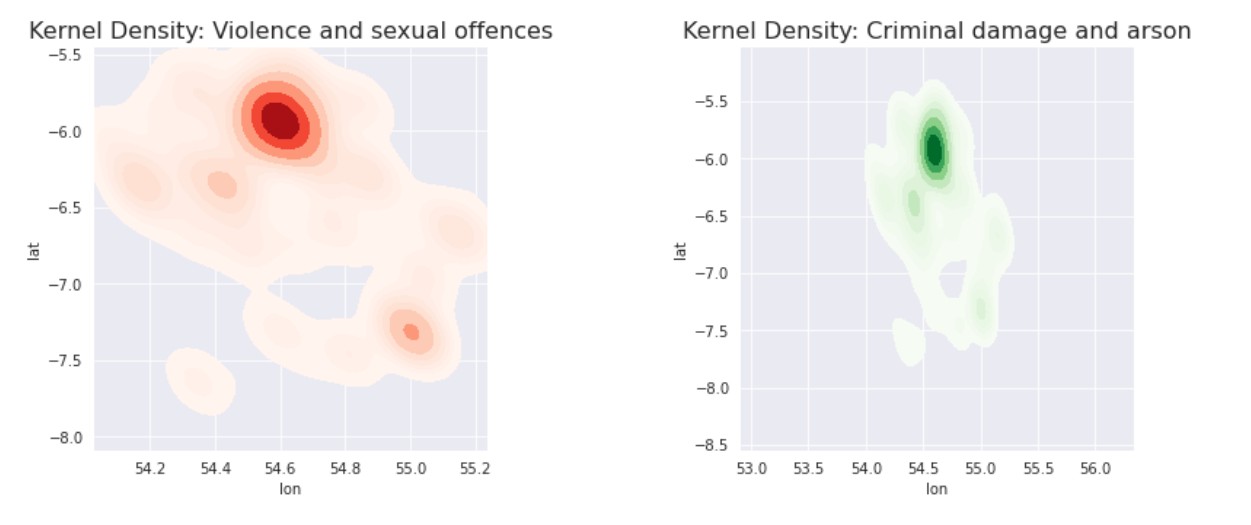 Kernel Density: Violence and sexual offences
−5.5
−6.0
−6.5
−7.0
−7.5
−8.0
lat
54.2 54.4 54.6 54.8 55.0 55.2
lon
Kernel Density: Criminal damage and arson
−5.5
−6.0
−6.5
−7.0
−7.5
−8.0
−8.5
lat
53.0 53.5 54.0 54.5 55.0 55.5 56.0
lon